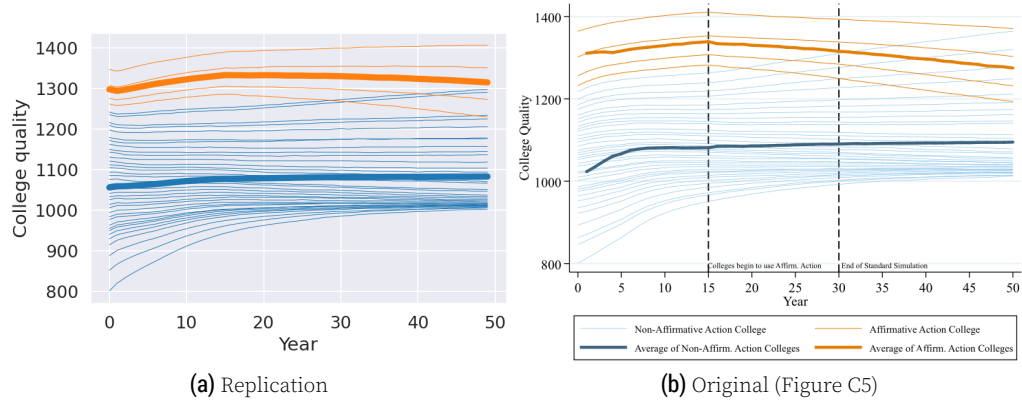 1400
1300
1200
1100
1000
900
800
0 10 20 30 40 50
College quality
Year
(a) Replication
1400
1200
1000
800
College Quality
Colleges begin to use Affirm. Action
End of Standard Simulation
0 5 10 15 20 25 30 35 40 45 50
Year
Non-Affirmative Action College
Affirmative Action College
Average of Non-Affirm. Action Colleges
Average of Affirm. Action Colleges
(b) Original (Figure C5)